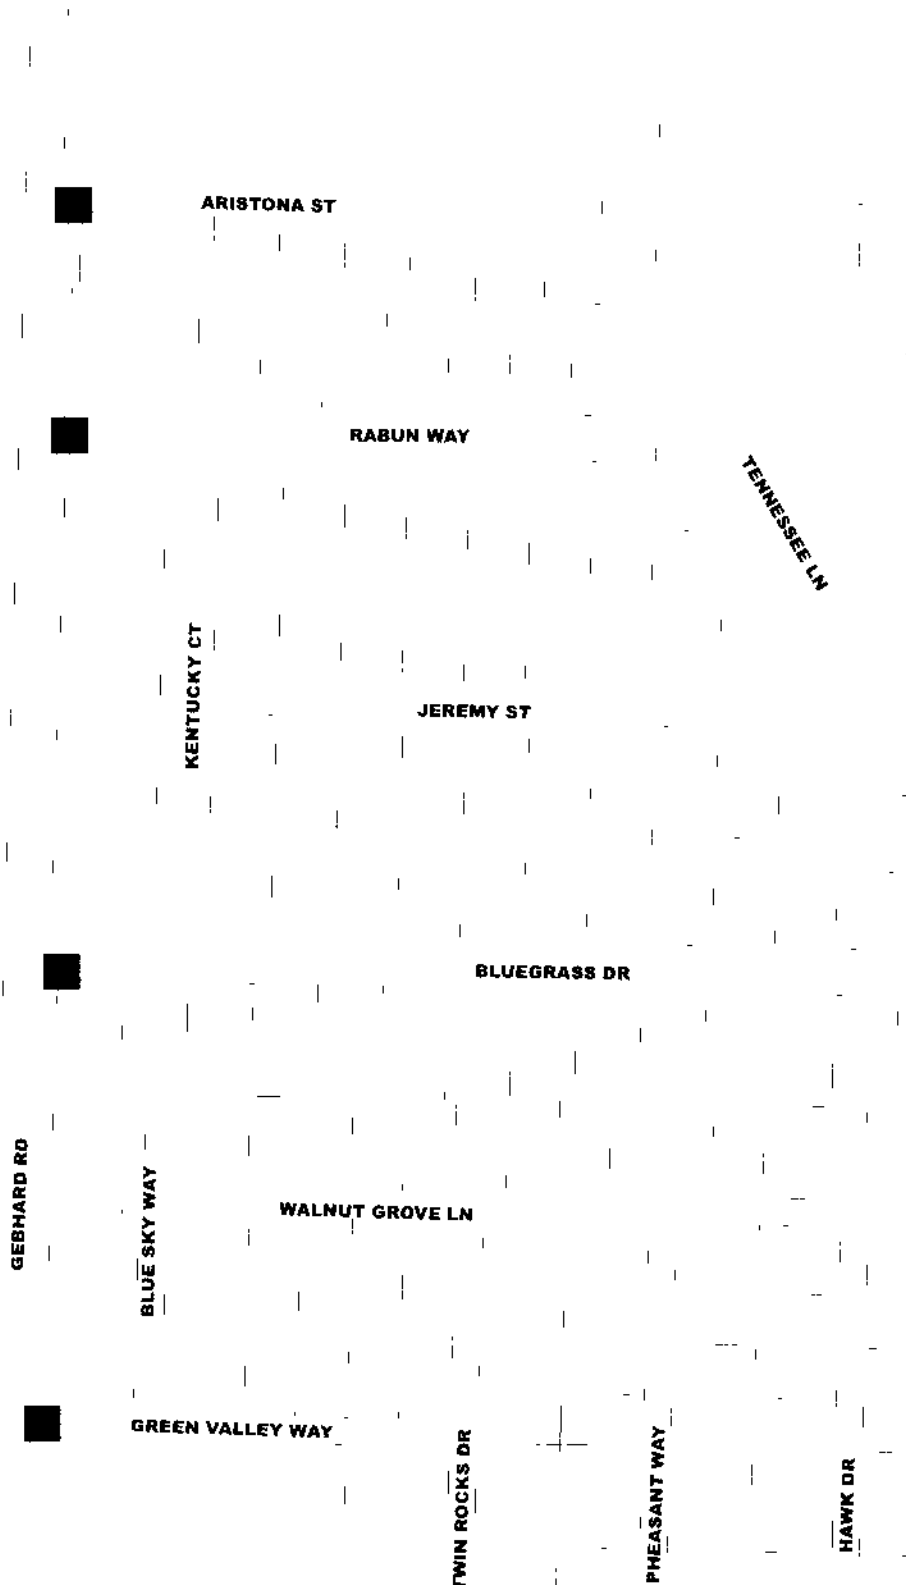 ARISTONA ST
RABUN WAY
TENNESSEE LN
KENTUCKY CT
JEREMY ST
BLUEGRASS DR
GEBHARD RD
BLUE SKY WAY
WALNUT GROVE LN
GREEN VALLEY WAY
TWIN ROCKS DR
PHEASANT WAY
HAWK DR